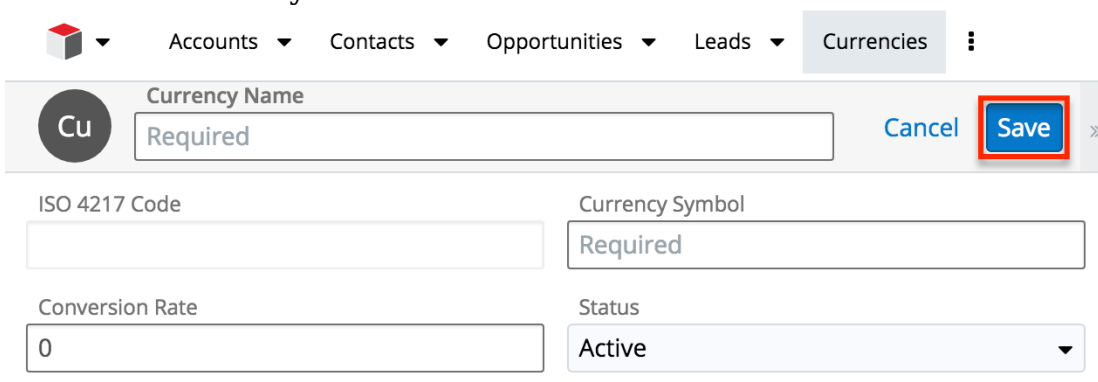 Accounts Contacts Opportunities Leads Currencies
Currency Name
Cu Required Cancel Save »
ISO 4217 Code Currency Symbol
Required
Conversion Rate Status
0 Active